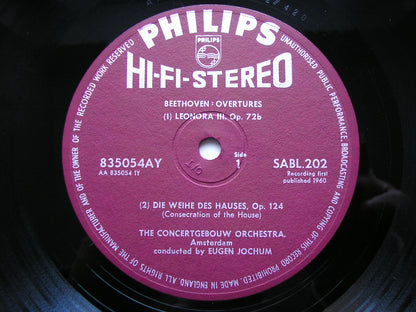 PHILIPS
PHILIPS
HI-FI-STEREO
BEETHOVEN : OVERTURES
(1) LEONORA III, Op. 72b
835054AY
AA 835054 1Y
Side
1
SABL.202
Recording first
published 1960
(2) DIE WEIHE DES HAUSES, Op. 124
(Consecration of the House)
THE CONCERTGEBOUW ORCHESTRA,
Amsterdam
conducted by EUGEN JOCHUM
ALL RIGHTS OF THE MANUFACTURER AND OF THE OWNER OF THE RECORDED WORK RESERVED
UNAUTHORISED PUBLIC PERFORMANCE, BROADCASTING AND COPYING OF THIS RECORD PROHIBITED. MADE IN ENGLAND.